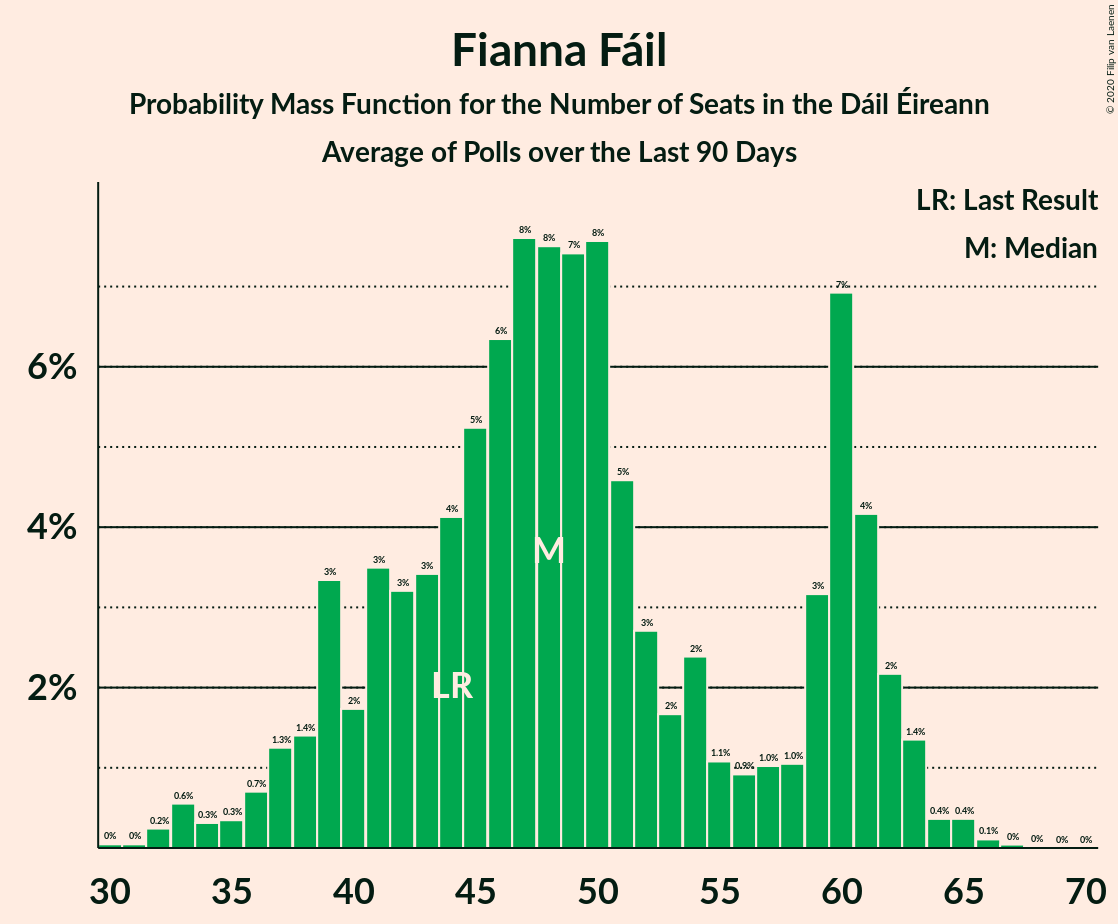 Fianna Fáil
Probability Mass Function for the Number of Seats in the Dáil Éireann
Average of Polls over the Last 90 Days
© 2020 Filip van Laenen
LR: Last Result
M: Median
8% 8% 7% 8%
7%
6%
6%
5%
5%
4%
4%
4%
3% 3% 3% 3% 3%
M
3%
2%
2%
LR
2%
2% 2%
1.3% 1.4% 1.4%
1.1% 0.9% 1.0% 1.0%
0.7%
0% 0% 0.2% 0.6% 0.3% 0.3% 0.4% 0.4% 0.1% 0% 0% 0% 0%
30 35 40 45 50 55 60 65 70